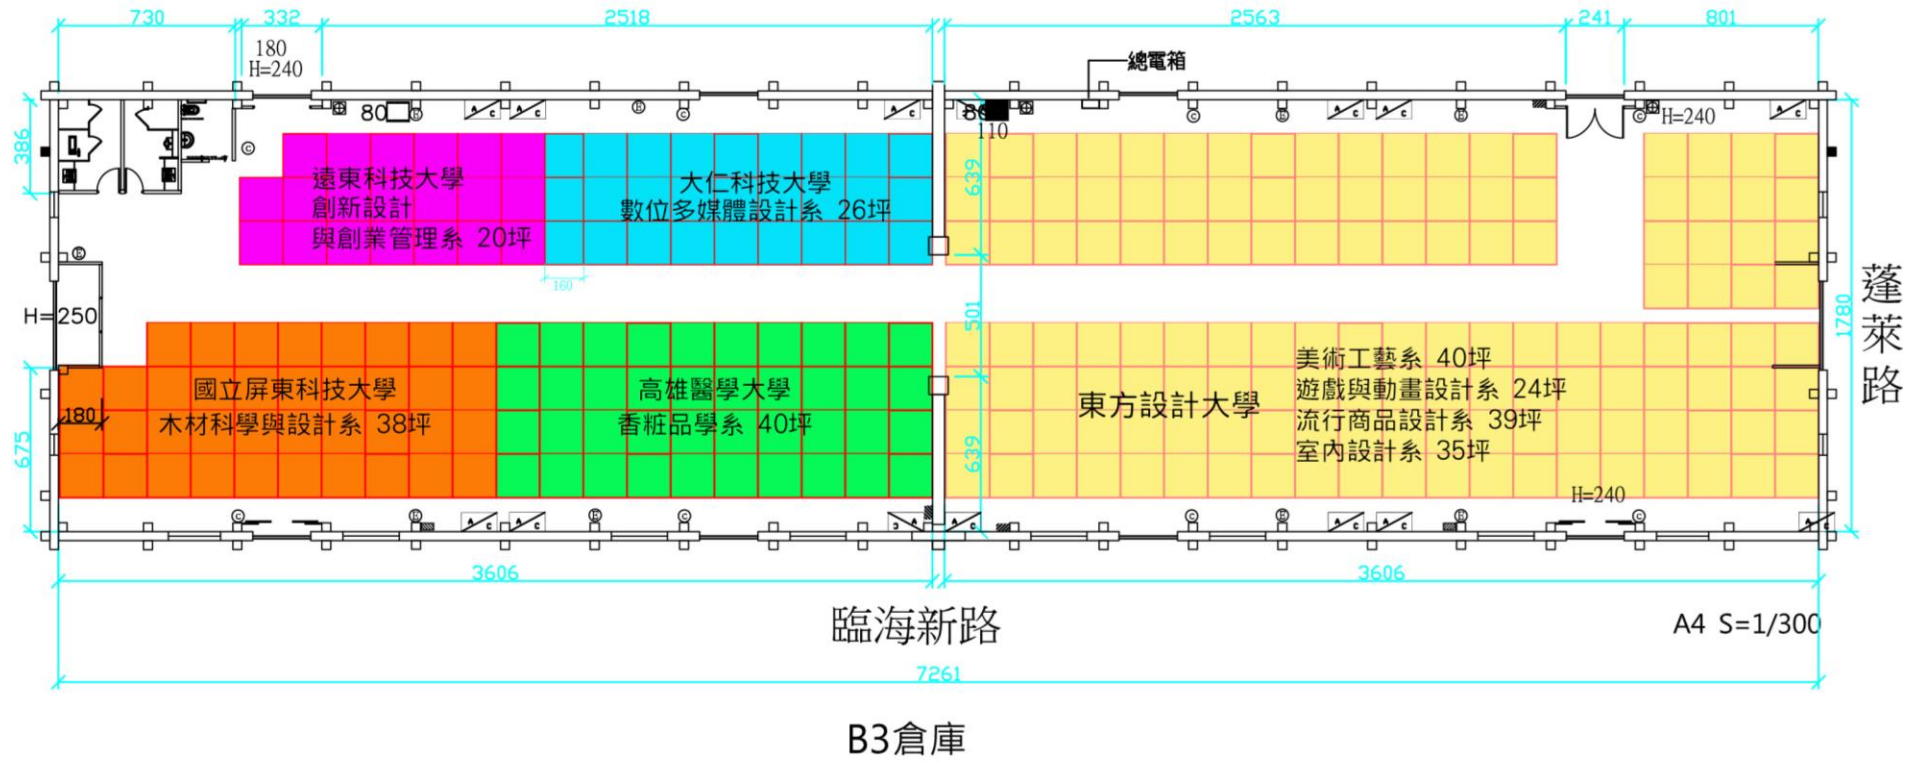 730 332 2518 2563 241 801
180
H=240
總電箱
80
80
110
H=240
386
遠東科技大學
創新設計
與創業管理系 20坪
大仁科技大學
數位多媒體設計系 26坪
639
160
H=250
501
1780
蓬萊路
國立屏東科技大學
木材科學與設計系 38坪
高雄醫學大學
香粧品學系 40坪
東方設計大學
美術工藝系 40坪
遊戲與動畫設計系 24坪
流行商品設計系 39坪
室內設計系 35坪
180
675
639
H=240
3606 3606
臨海新路
A4 S=1/300
7261
B3倉庫